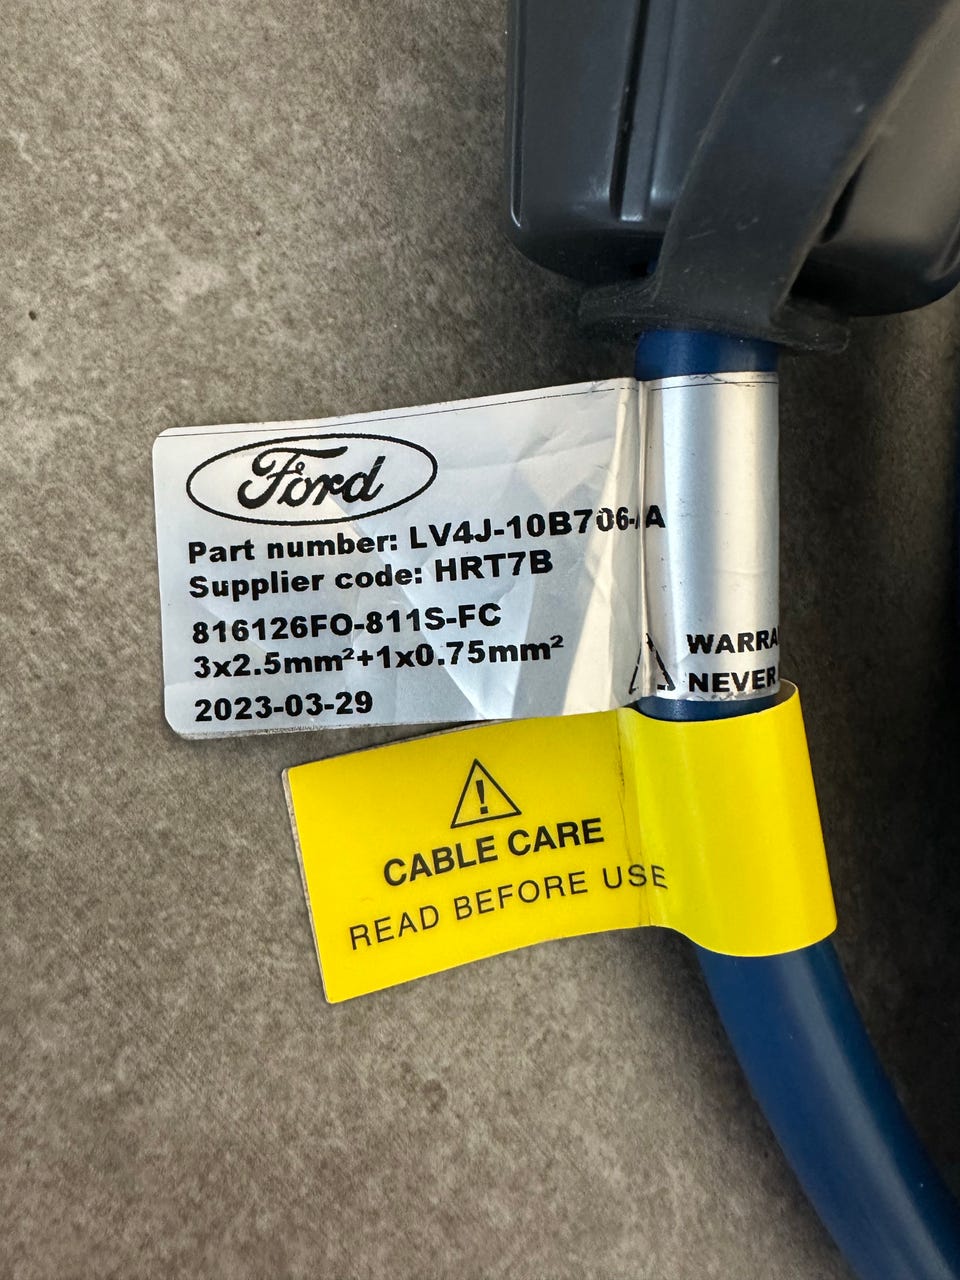 Ford
Part number: LV4J-10B706-
Supplier code: HRT7B
816126FO-811S-FC
3x2.5mm²+1x0.75mm²
2023-03-29
NEVER
CABLE CARE
READ BEFORE USE